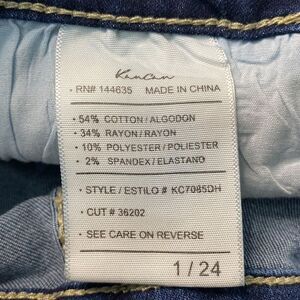 KanCan
· RN# 144635 MADE IN CHINA
· 54% COTTON / ALGODON
· 34% RAYON / RAYON
· 10% POLYESTER / POLIESTER
· 2% SPANDEX / ELASTANO
· STYLE / ESTILO # KC7085DH
· CUT # 36202
· SEE CARE ON REVERSE
1 / 24